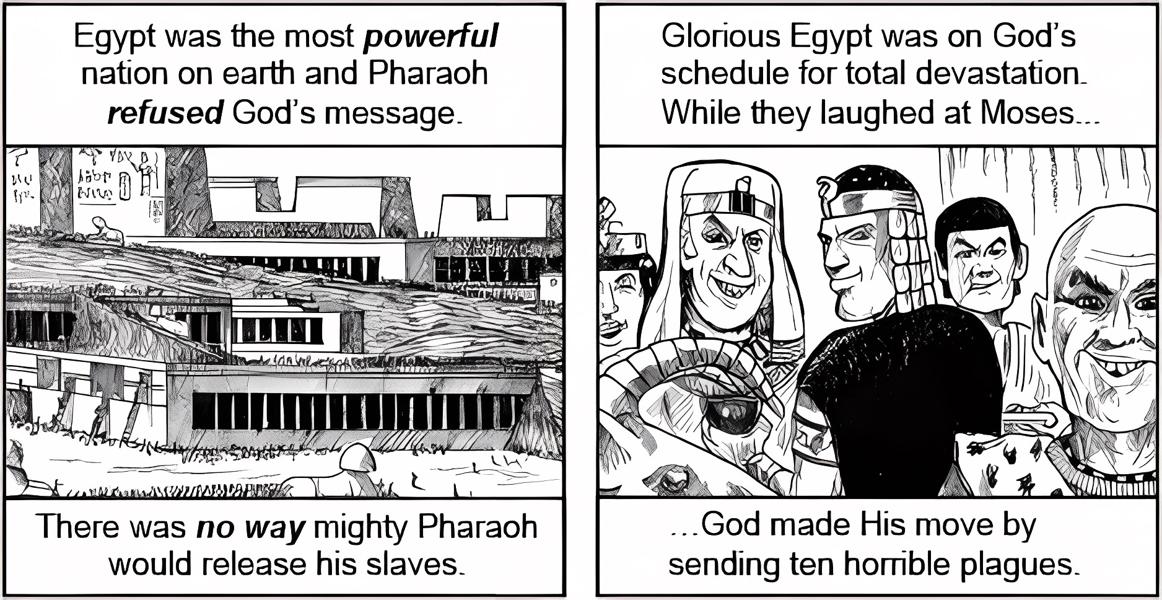 Egypt was the most powerful
nation on earth and Pharaoh
refused God's message.
There was no way mighty Pharaoh
would release his slaves.
Glorious Egypt was on God's
schedule for total devastation.
While they laughed at Moses...
...God made His move by
sending ten horrible plagues.